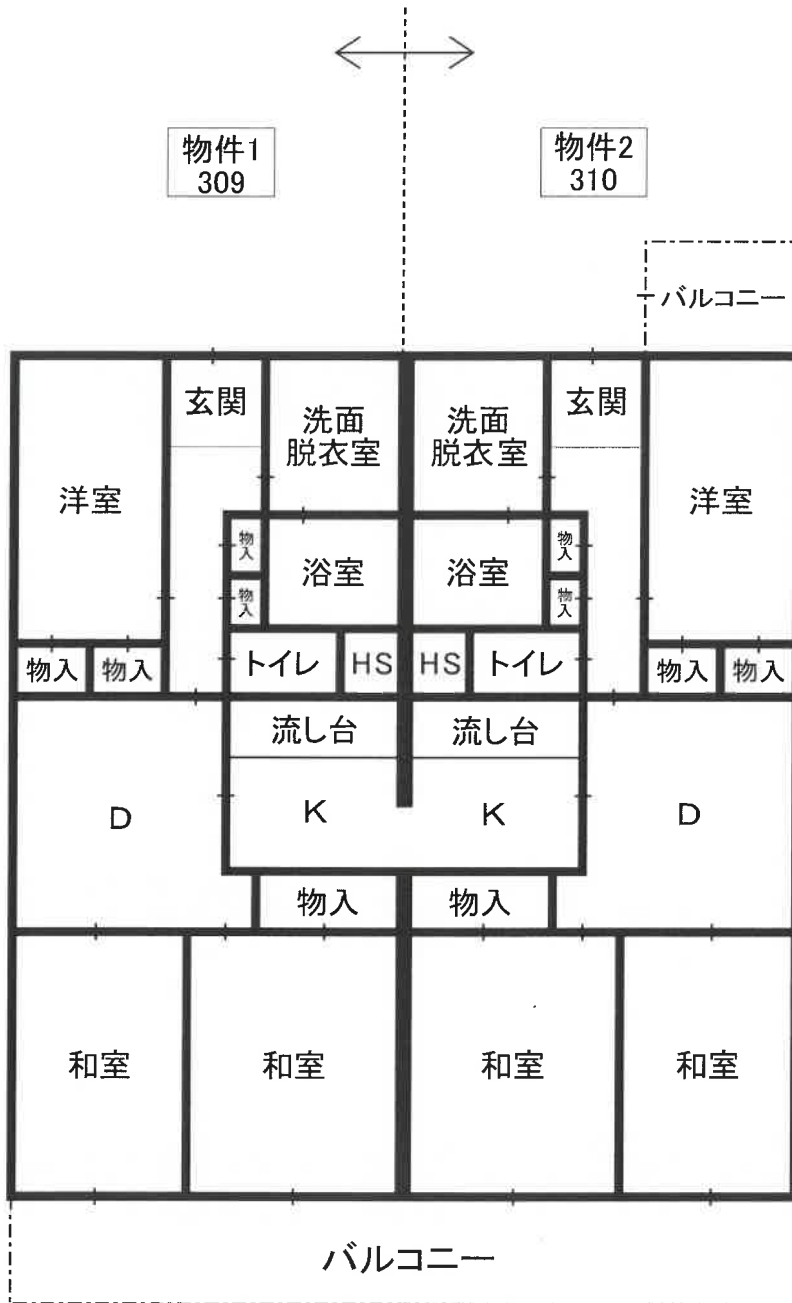 物件1
309
物件2
310
バルコニー
玄関
洗面
脱衣室
洗面
脱衣室
玄関
洋室
洋室
物入
物入
浴室
浴室
物入
物入
物入
物入
トイレ
HS
HS
トイレ
物入
物入
流し台
流し台
D
K
K
D
物入
物入
和室
和室
和室
和室
バルコニー